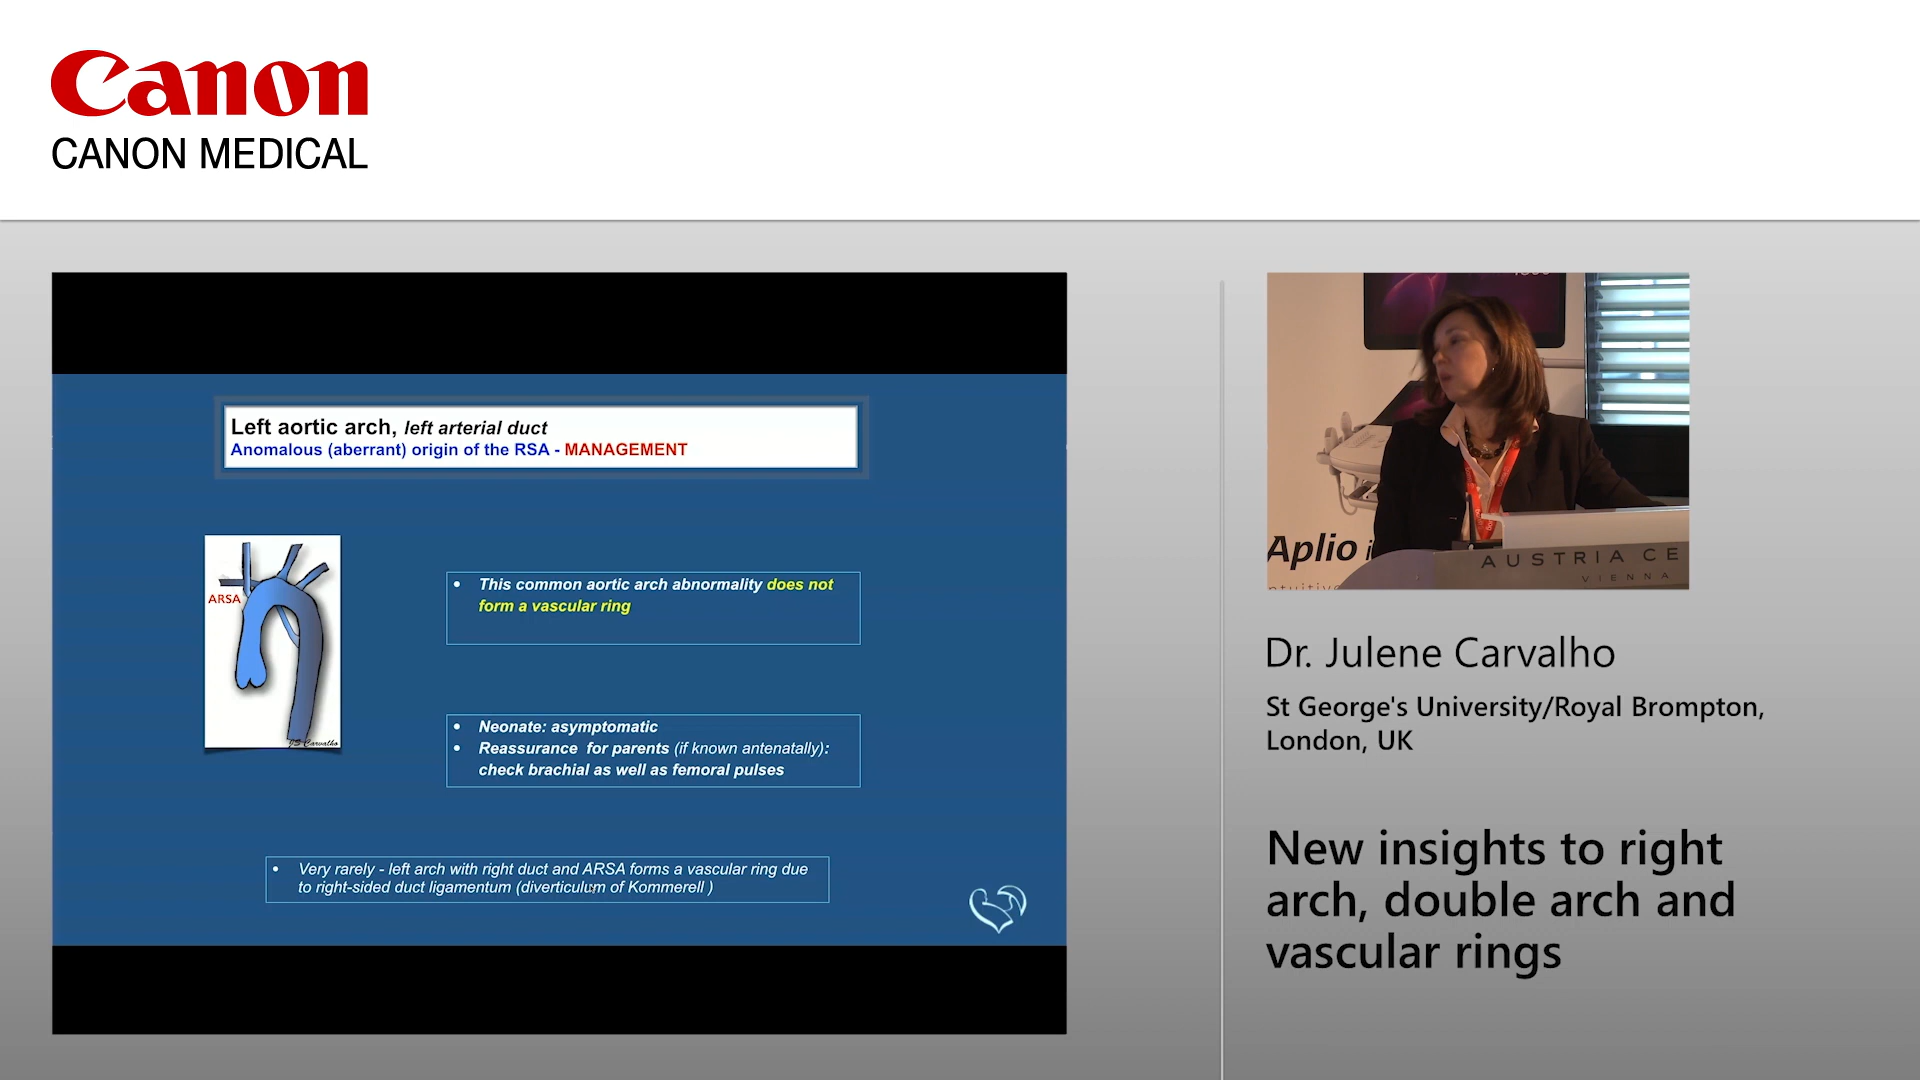 Canon
CANON MEDICAL
Left aortic arch, left arterial duct
Anomalous (aberrant) origin of the RSA - MANAGEMENT
ARSA
JS Carvalho
• This common aortic arch abnormality does not
form a vascular ring
• Neonate: asymptomatic
• Reassurance for parents (if known antenatally):
check brachial as well as femoral pulses
• Very rarely - left arch with right duct and ARSA forms a vascular ring due
to right-sided duct ligamentum (diverticulum of Kommerell )
Aplio i
AUSTRIA CE
VIENNA
Dr. Julene Carvalho
St George's University/Royal Brompton,
London, UK
New insights to right
arch, double arch and
vascular rings